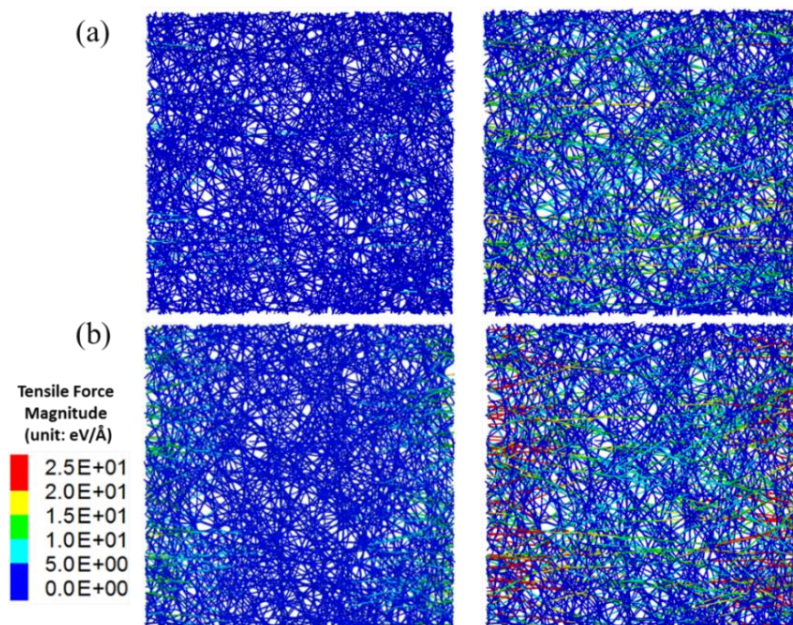 (a)
(b)
Tensile Force
Magnitude
(unit: eV/Å)
2.5E+01
2.0E+01
1.5E+01
1.0E+01
5.0E+00
0.0E+00